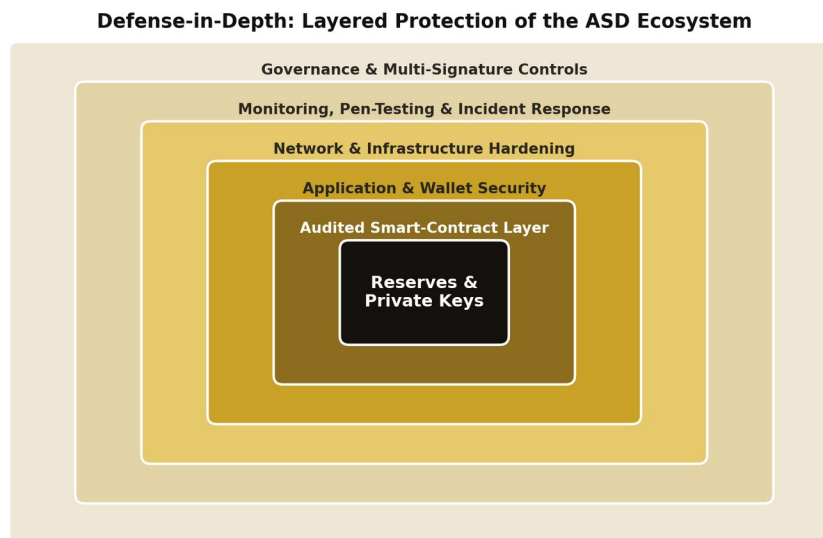 Defense-in-Depth: Layered Protection of the ASD Ecosystem
Governance & Multi-Signature Controls
Monitoring, Pen-Testing & Incident Response
Network & Infrastructure Hardening
Application & Wallet Security
Audited Smart-Contract Layer
Reserves &
Private Keys